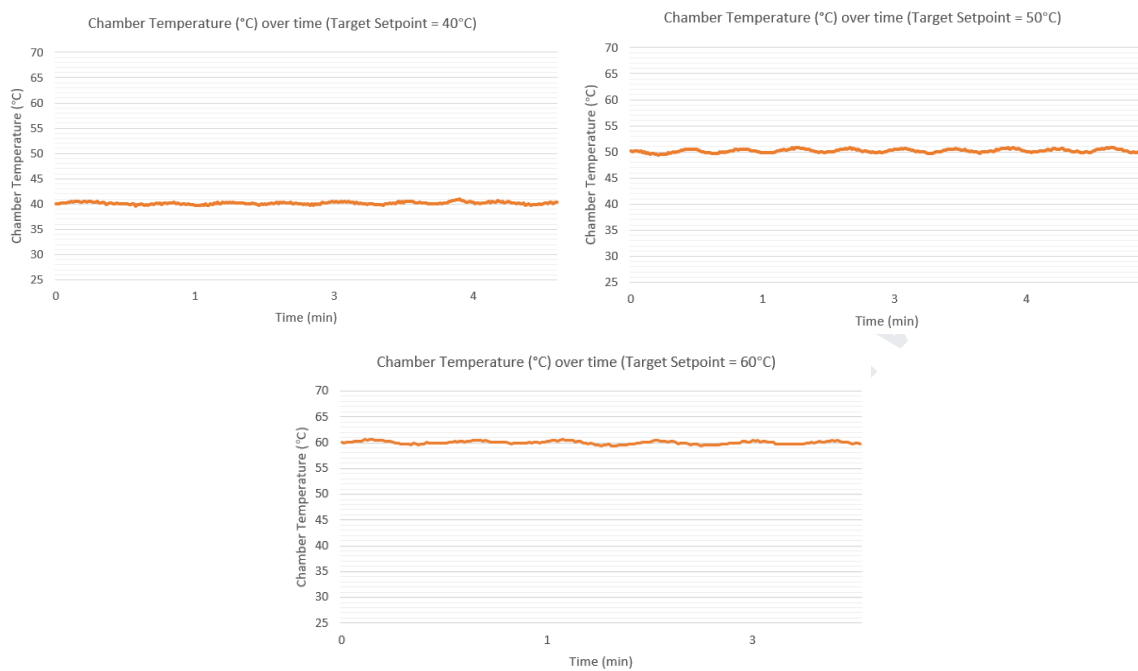 Chamber Temperature (°C) over time (Target Setpoint = 40°C)
Chamber Temperature (°C)
70
65
60
55
50
45
40
35
30
25
0 1 3 4
Time (min)
Chamber Temperature (°C) over time (Target Setpoint = 50°C)
Chamber Temperature (°C)
70
65
60
55
50
45
40
35
30
25
0 1 3 4
Time (min)
Chamber Temperature (°C) over time (Target Setpoint = 60°C)
Chamber Temperature (°C)
70
65
60
55
50
45
40
35
30
25
0 1 3
Time (min)